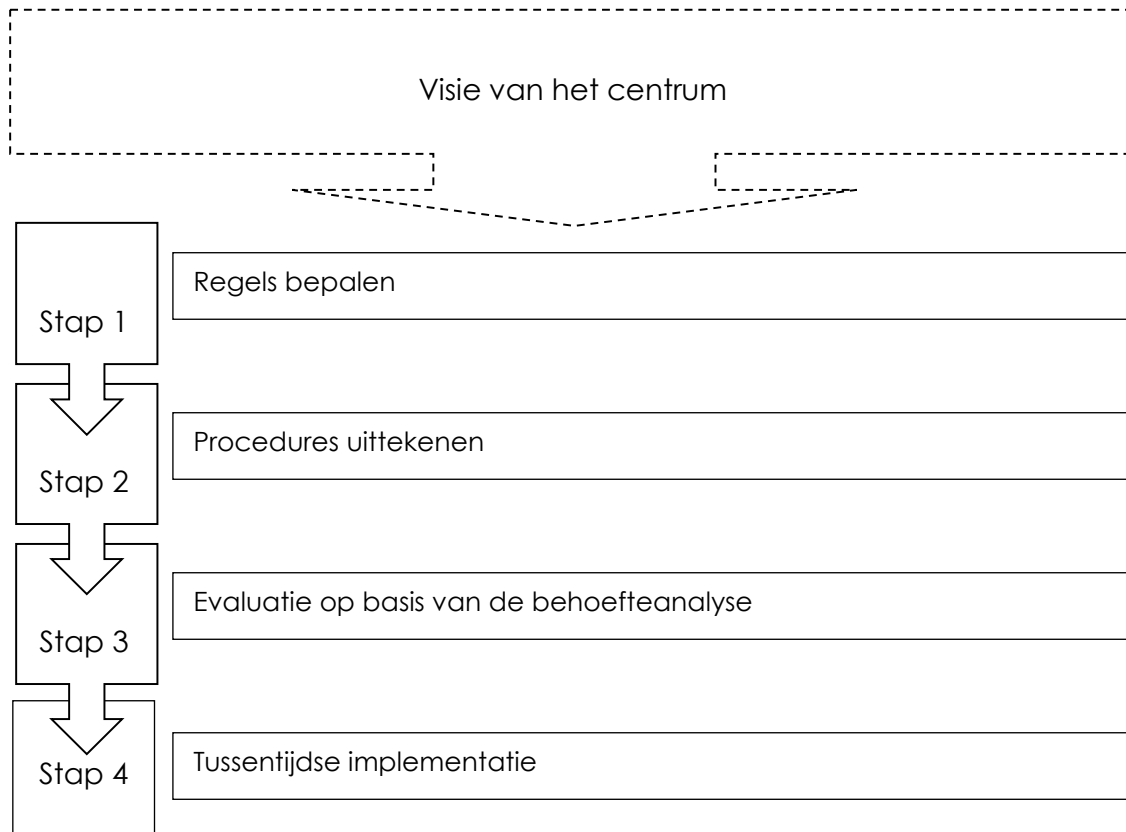 Visie van het centrum
Stap 1
Regels bepalen
Stap 2
Procedures uittekenen
Stap 3
Evaluatie op basis van de behoefteanalyse
Stap 4
Tussentijdse implementatie